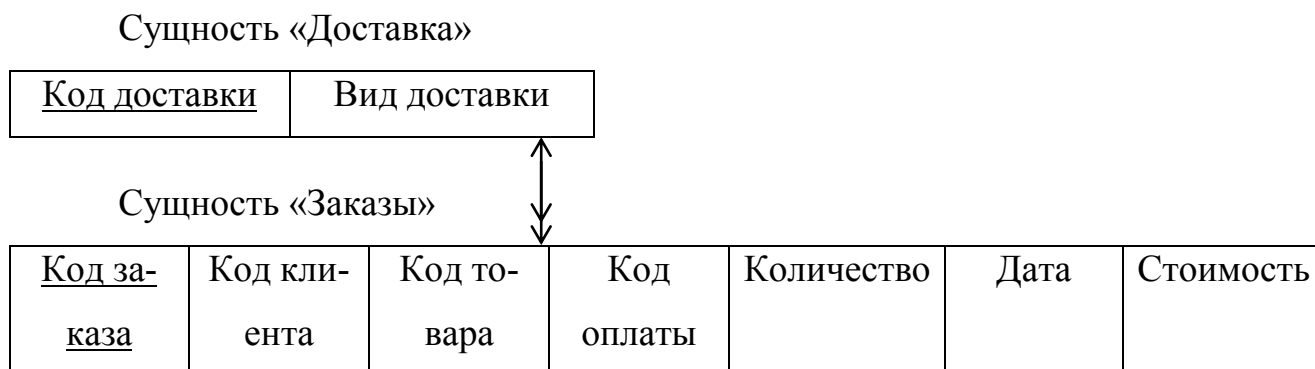 Сущность «Доставка»
Код доставки Вид доставки
Сущность «Заказы»
Код за- Код кли- Код то- Код Количество Дата Стоимость
каза ента вара оплаты